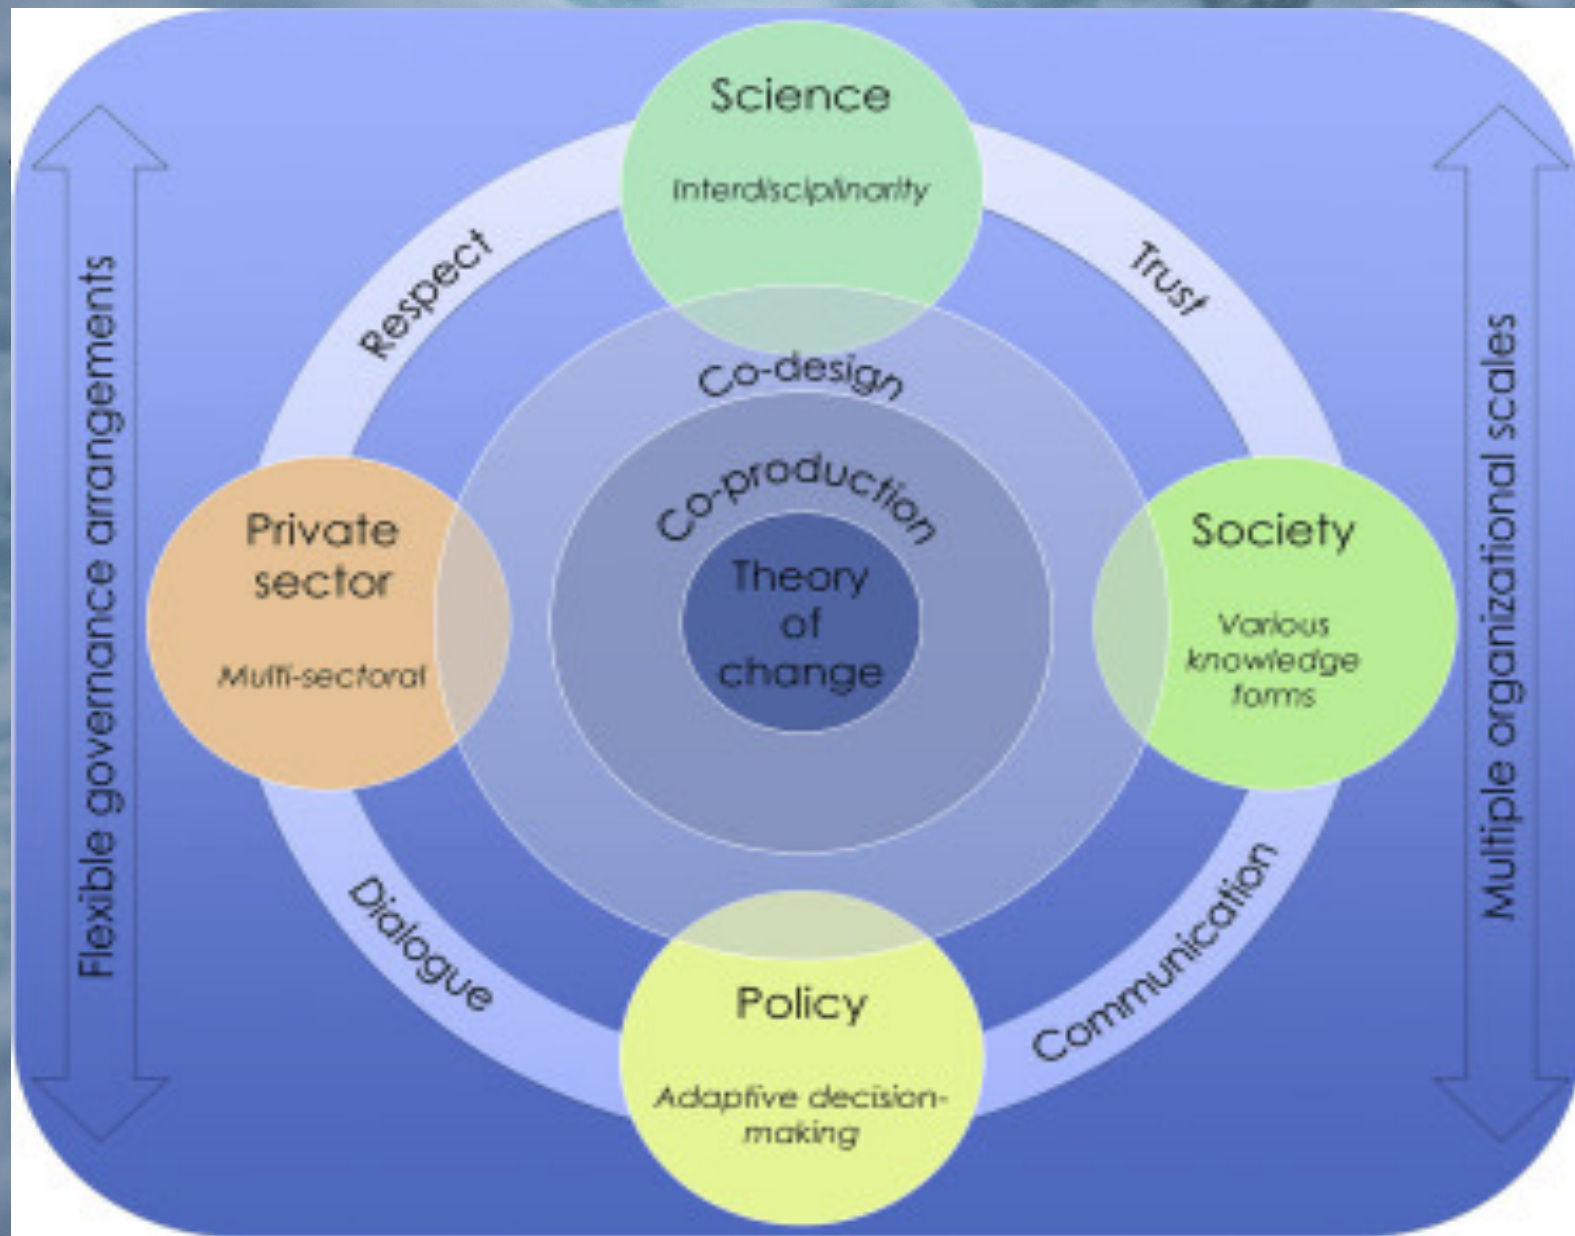 Science
Interdisciplinarity
Respect
Trust
Flexible governance arrangements
Multiple organizational scales
Co-design
Co-production
Theory
of
change
Private
sector
Multi-sectoral
Society
Various
knowledge
forms
Dialogue
Communication
Policy
Adaptive decision-
making